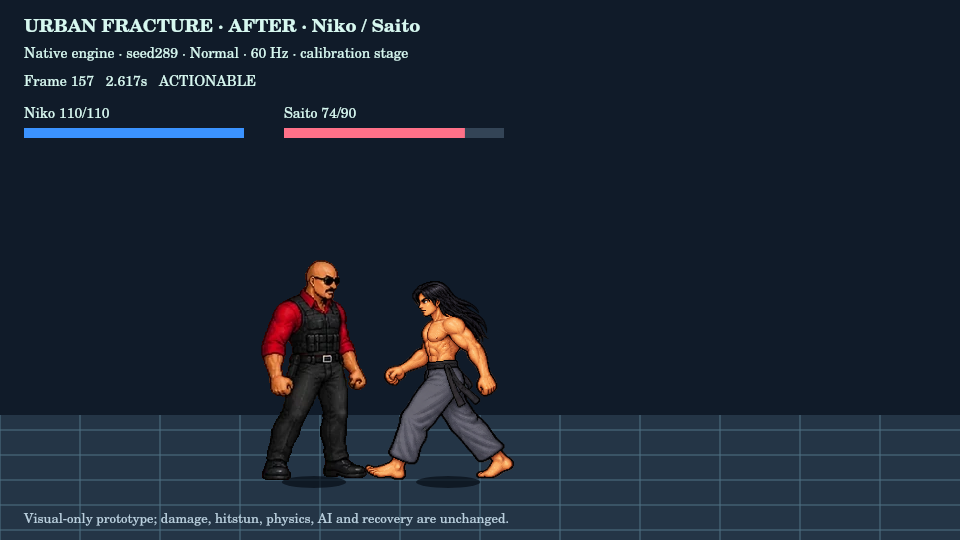 URBAN FRACTURE · AFTER · Niko / Saito
Native engine · seed289 · Normal · 60 Hz · calibration stage
Frame 157   2.617s   ACTIONABLE
Niko 110/110   Saito 74/90
Visual-only prototype; damage, hitstun, physics, AI and recovery are unchanged.